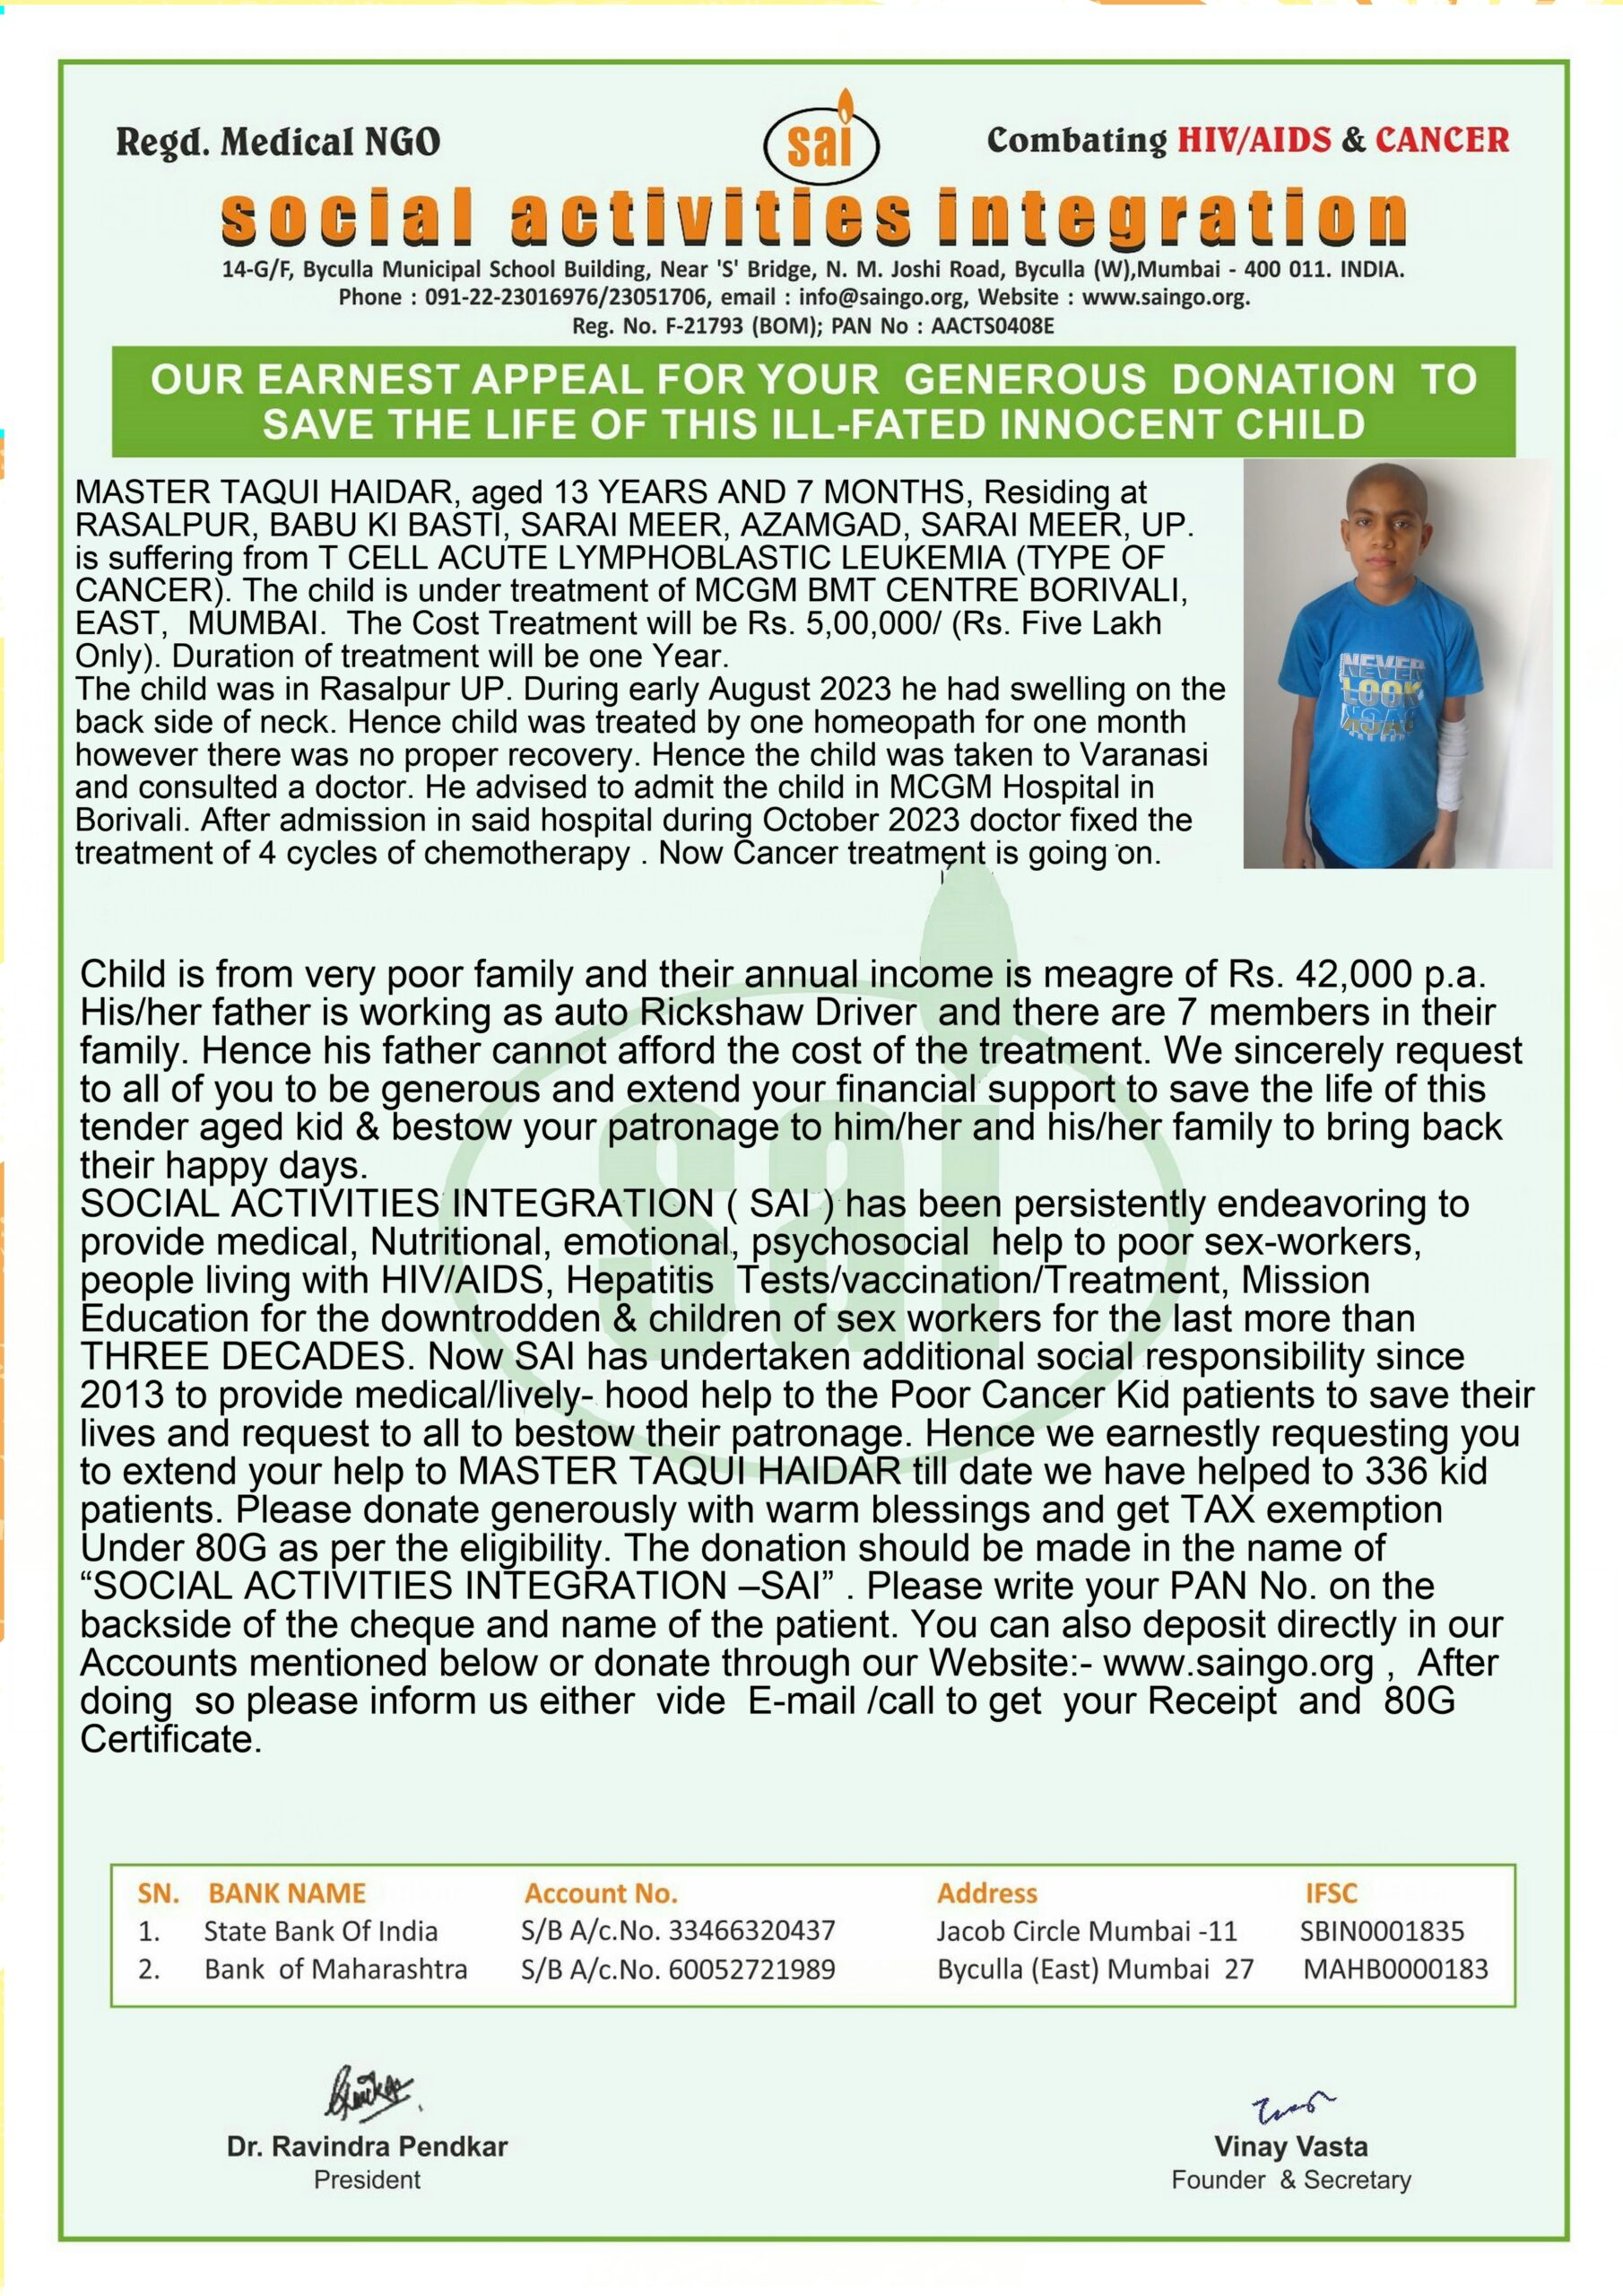 Regd. Medical NGO
sai
Combating HIV/AIDS & CANCER
social activities integration
14-G/F, Byculla Municipal School Building, Near 'S' Bridge, N. M. Joshi Road, Byculla (W),Mumbai - 400 011. INDIA.
Phone : 091-22-23016976/23051706, email : info@saingo.org, Website : www.saingo.org.
Reg. No. F-21793 (BOM); PAN No : AACTS0408E
OUR EARNEST APPEAL FOR YOUR GENEROUS DONATION TO
SAVE THE LIFE OF THIS ILL-FATED INNOCENT CHILD
MASTER TAQUI HAIDAR, aged 13 YEARS AND 7 MONTHS, Residing at
RASALPUR, BABU KI BASTI, SARAI MEER, AZAMGAD, SARAI MEER, UP.
is suffering from T CELL ACUTE LYMPHOBLASTIC LEUKEMIA (TYPE OF
CANCER). The child is under treatment of MCGM BMT CENTRE BORIVALI,
EAST, MUMBAI. The Cost Treatment will be Rs. 5,00,000/ (Rs. Five Lakh
Only). Duration of treatment will be one Year.
The child was in Rasalpur UP. During early August 2023 he had swelling on the
back side of neck. Hence child was treated by one homeopath for one month
however there was no proper recovery. Hence the child was taken to Varanasi
and consulted a doctor. He advised to admit the child in MCGM Hospital in
Borivali. After admission in said hospital during October 2023 doctor fixed the
treatment of 4 cycles of chemotherapy . Now Cancer treatment is going on.
NEVER
LOOK
Child is from very poor family and their annual income is meagre of Rs. 42,000 p.a.
His/her father is working as auto Rickshaw Driver and there are 7 members in their
family. Hence his father cannot afford the cost of the treatment. We sincerely request
to all of you to be generous and extend your financial support to save the life of this
tender aged kid & bestow your patronage to him/her and his/her family to bring back
their happy days.
SOCIAL ACTIVITIES INTEGRATION ( SAI ) has been persistently endeavoring to
provide medical, Nutritional, emotional, psychosocial help to poor sex-workers,
people living with HIV/AIDS, Hepatitis Tests/vaccination/Treatment, Mission
Education for the downtrodden & children of sex workers for the last more than
THREE DECADES. Now SAI has undertaken additional social responsibility since
2013 to provide medical/lively- hood help to the Poor Cancer Kid patients to save their
lives and request to all to bestow their patronage. Hence we earnestly requesting you
to extend your help to MASTER TAQUI HAIDAR till date we have helped to 336 kid
patients. Please donate generously with warm blessings and get TAX exemption
Under 80G as per the eligibility. The donation should be made in the name of
“SOCIAL ACTIVITIES INTEGRATION –SAI” . Please write your PAN No. on the
backside of the cheque and name of the patient. You can also deposit directly in our
Accounts mentioned below or donate through our Website:- www.saingo.org , After
doing so please inform us either vide E-mail /call to get your Receipt and 80G
Certificate.
sai
SN. BANK NAME Account No. Address IFSC
1. State Bank Of India S/B A/c.No. 33466320437 Jacob Circle Mumbai -11 SBIN0001835
2. Bank of Maharashtra S/B A/c.No. 60052721989 Byculla (East) Mumbai 27 MAHB0000183
Dr. Ravindra Pendkar
President
Vinay Vasta
Founder & Secretary